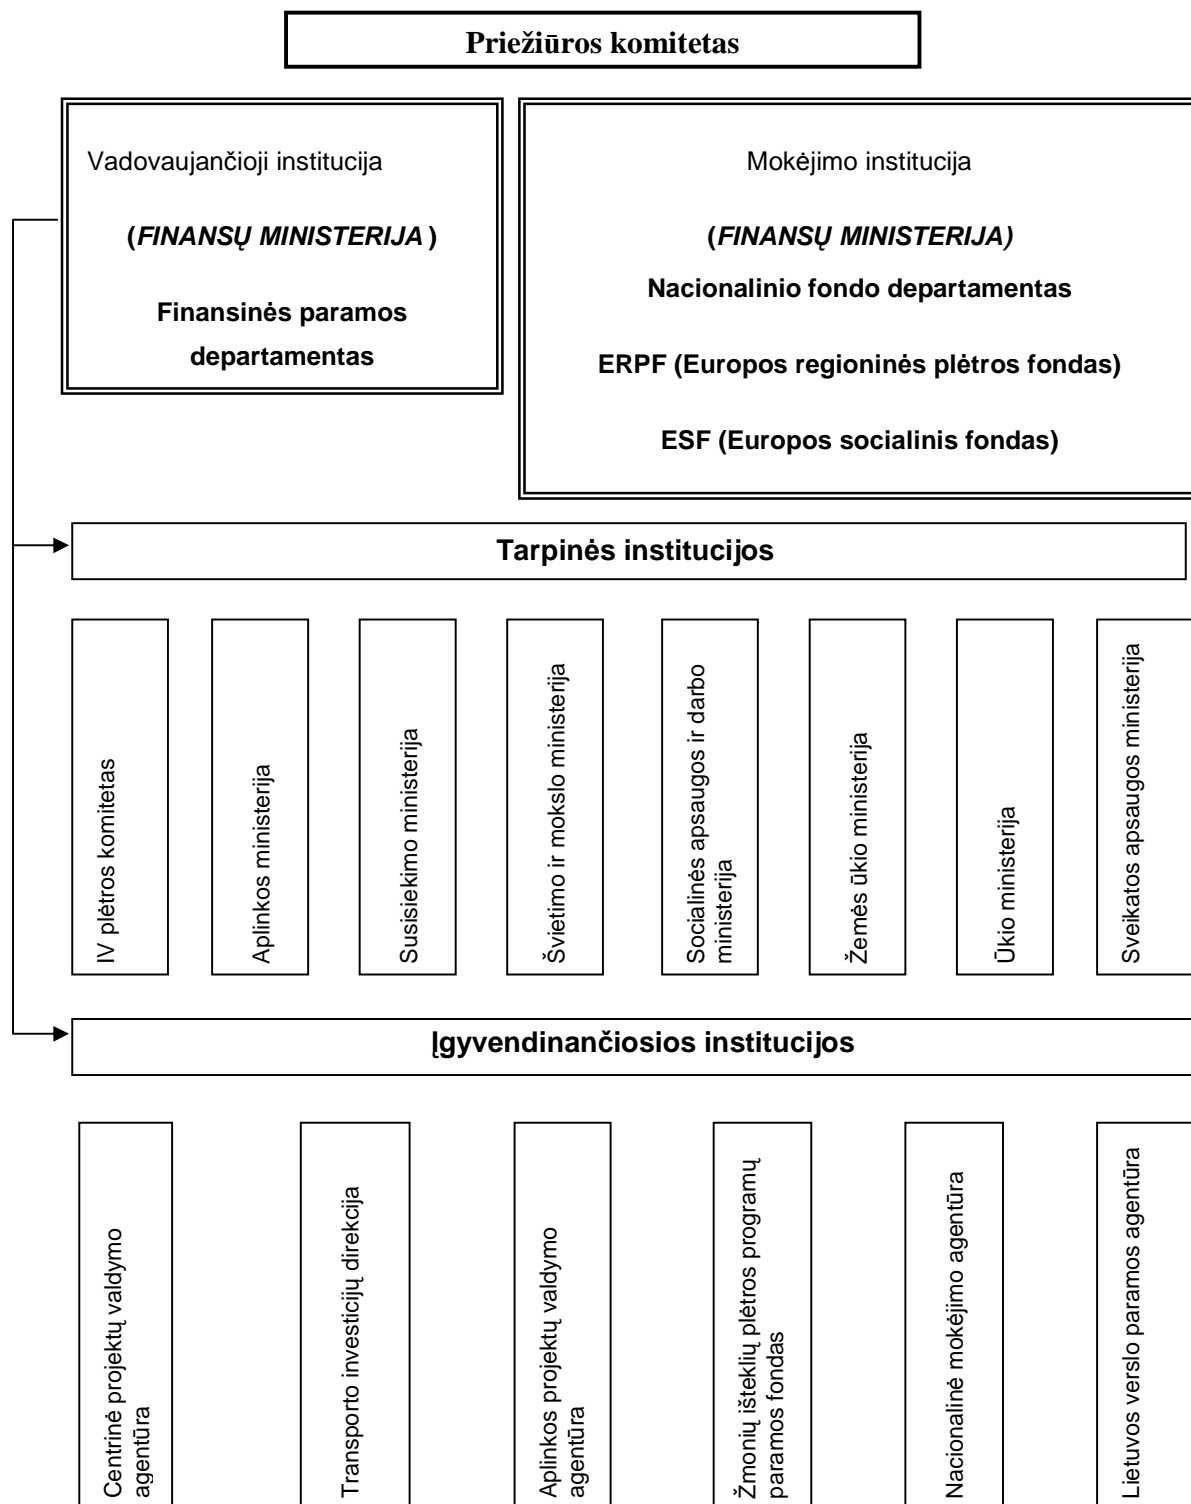 Priežiūros komitetas
Vadovaujančioji institucija
(FINANSŲ MINISTERIJA )
Finansinės paramos
departamentas
Mokėjimo institucija
(FINANSŲ MINISTERIJA)
Nacionalinio fondo departamentas
ERPF (Europos regioninės plėtros fondas)
ESF (Europos socialinis fondas)
Tarpinės institucijos
IV plėtros komitetas
Aplinkos ministerija
Susisiekimo ministerija
Švietimo ir mokslo ministerija
Socialinės apsaugos ir darbo
ministerija
Žemės ūkio ministerija
Ūkio ministerija
Sveikatos apsaugos ministerija
Įgyvendinančiosios institucijos
Centrinė projektų valdymo
agentūra
Transporto investicijų direkcija
Aplinkos projektų valdymo
agentūra
Žmonių išteklių plėtros programų
paramos fondas
Nacionalinė mokėjimo agentūra
Lietuvos verslo paramos agentūra